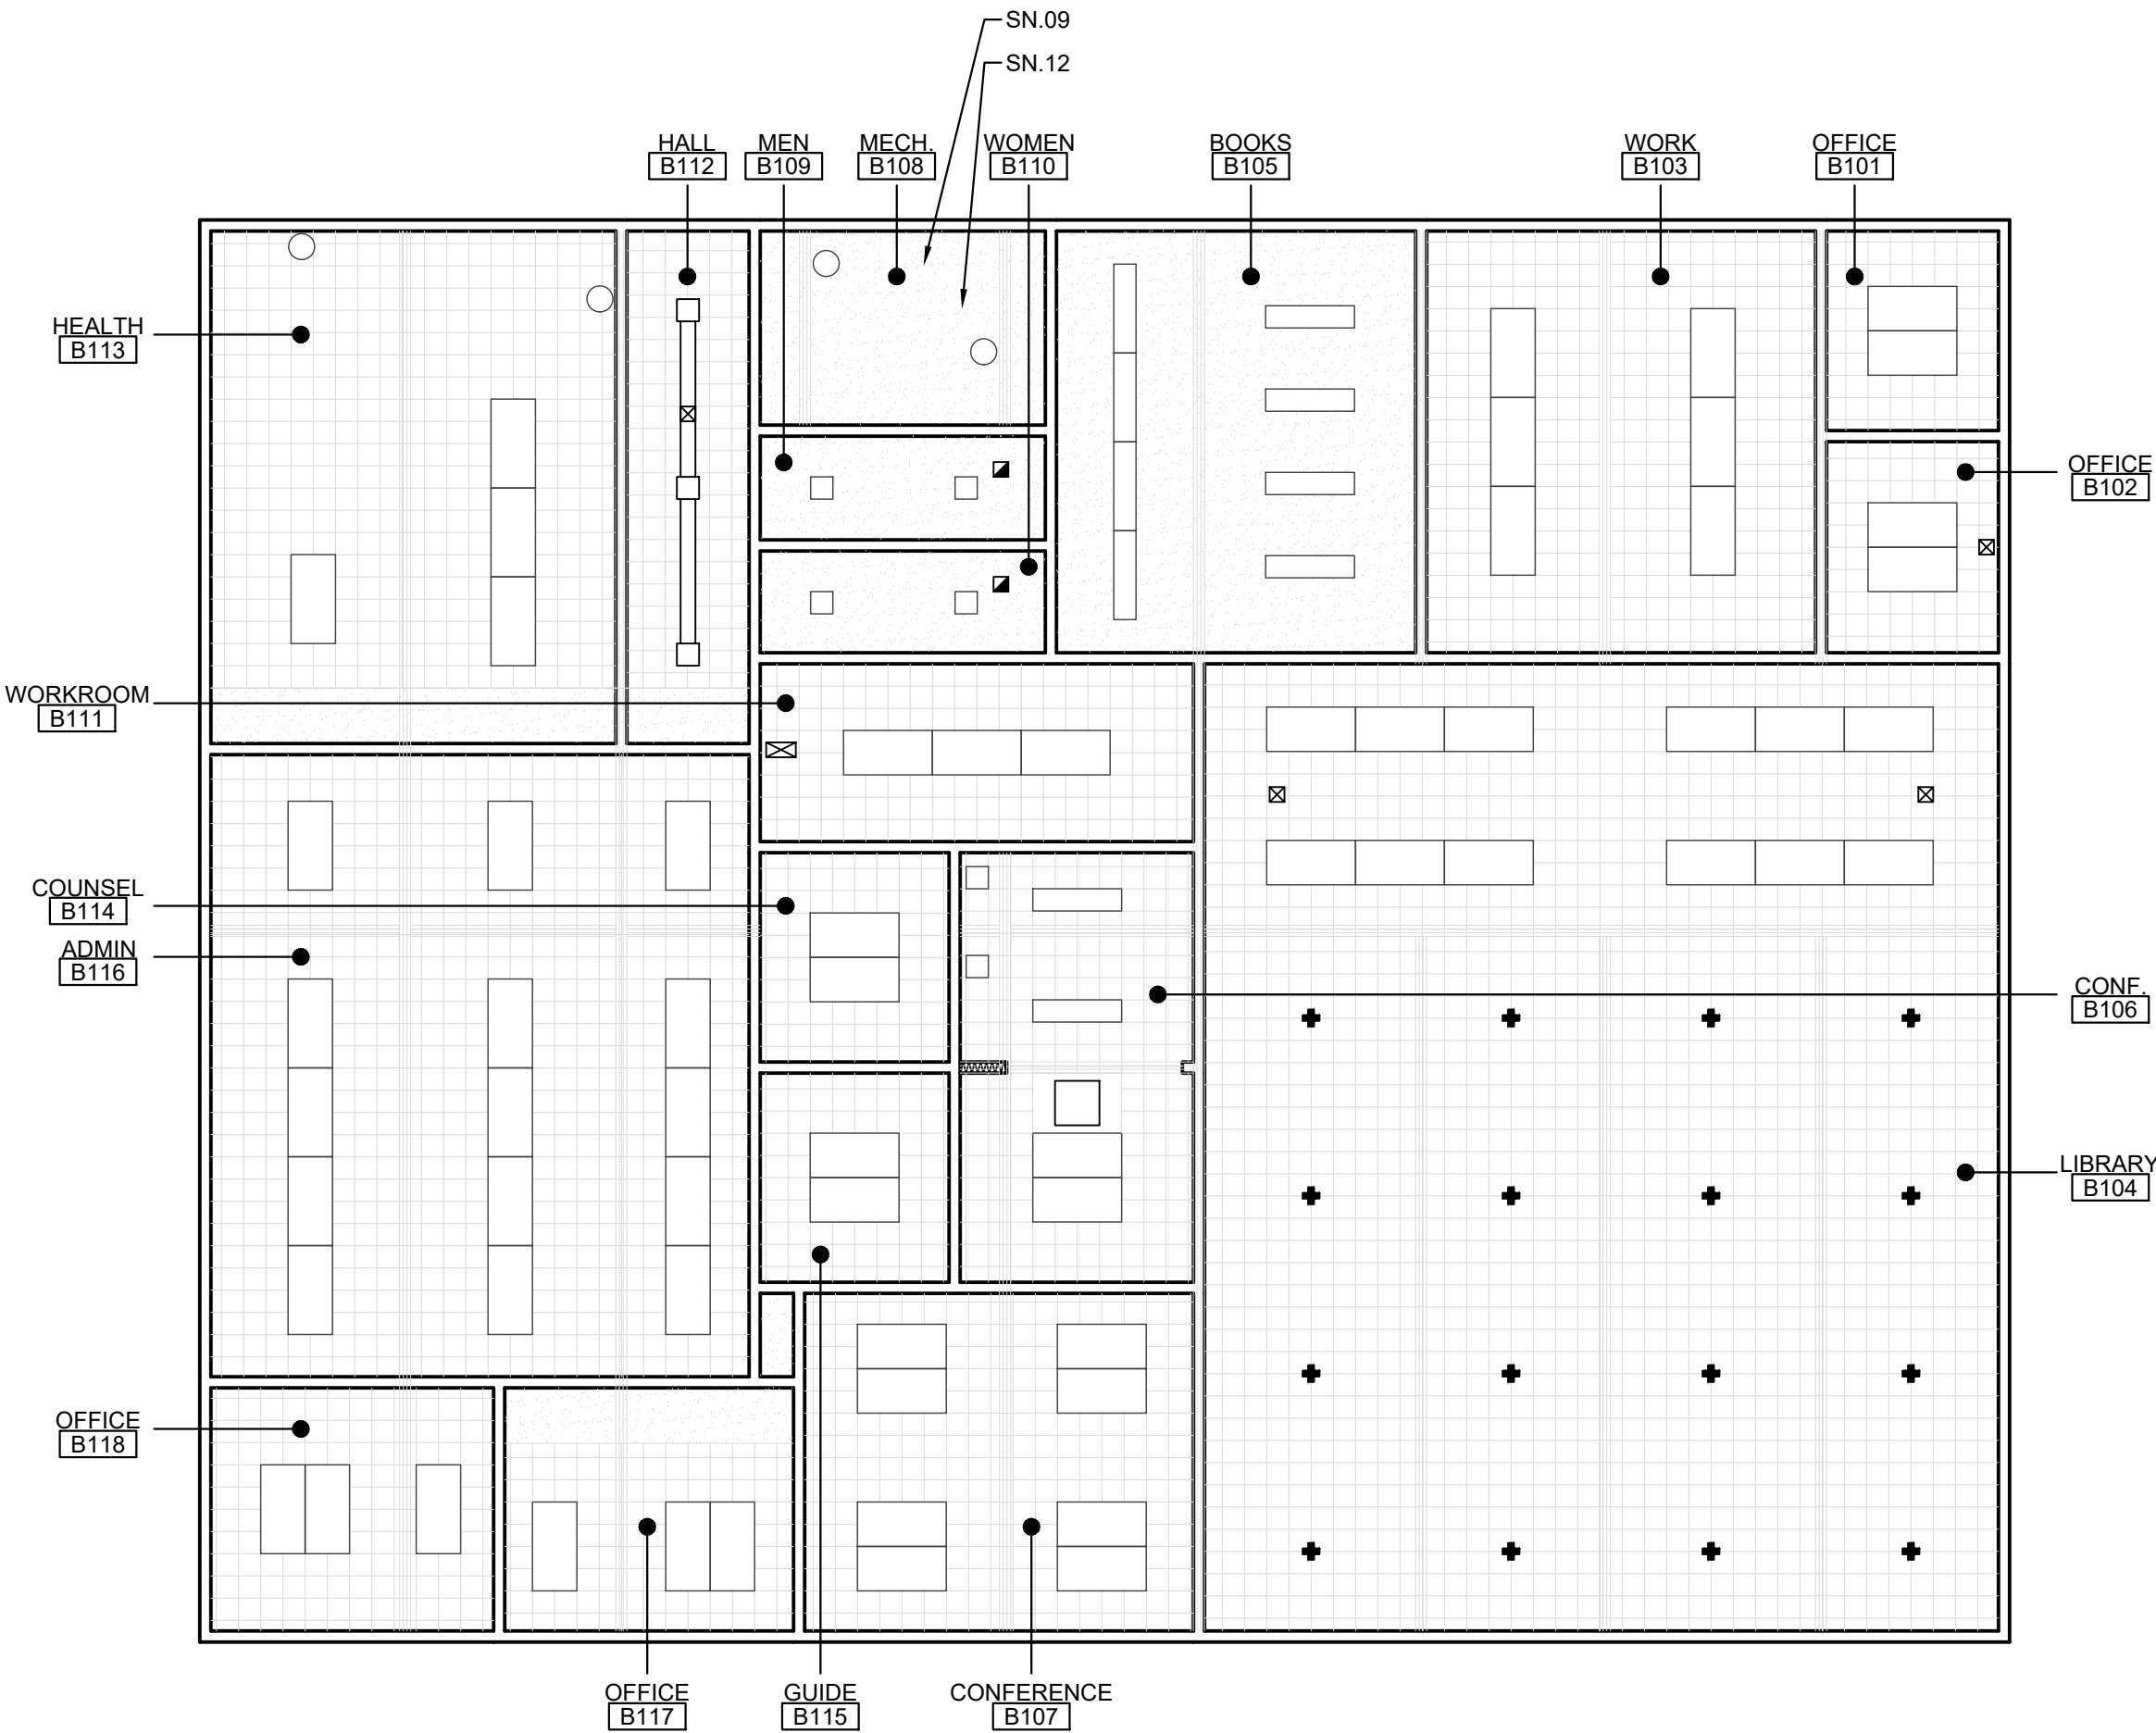 SN.09
SN.12
HALL
B112
MEN
B109
MECH.
B108
WOMEN
B110
BOOKS
B105
WORK
B103
OFFICE
B101
HEALTH
B113
OFFICE
B102
WORKROOM
B111
COUNSEL
B114
ADMIN
B116
CONF.
B106
LIBRARY
B104
OFFICE
B118
OFFICE
B117
GUIDE
B115
CONFERENCE
B107